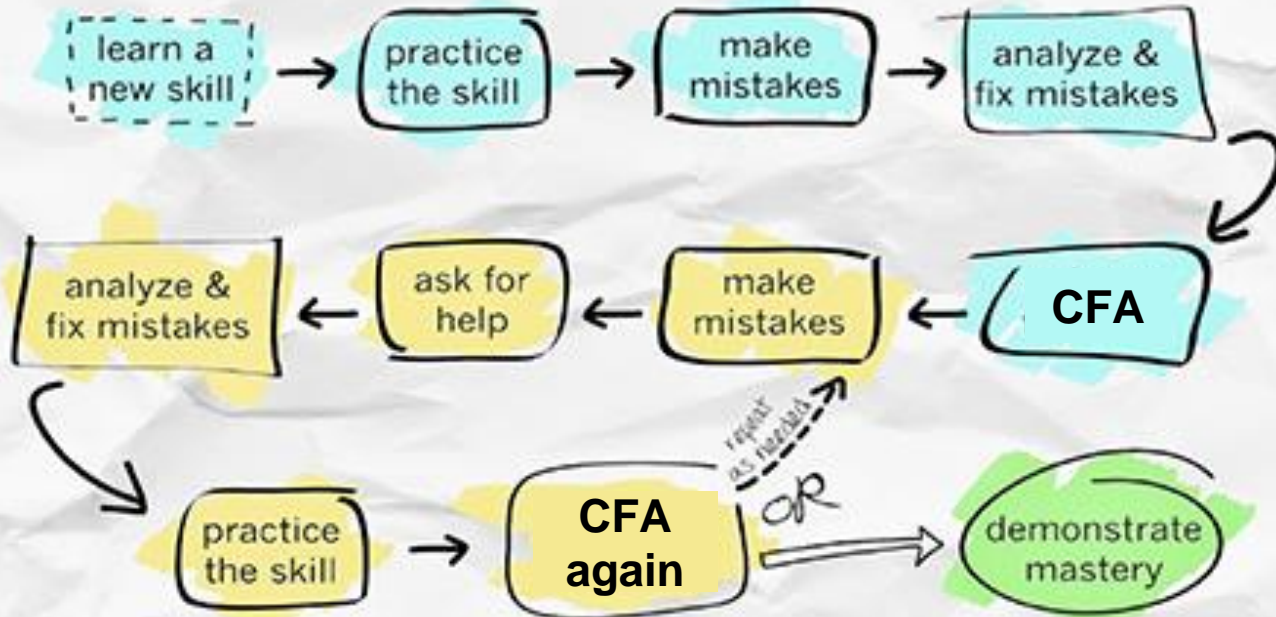 learn a
new skill
practice
the skill
make
mistakes
analyze &
fix mistakes
CFA
make
mistakes
ask for
help
analyze &
fix mistakes
practice
the skill
CFA
again
repeat
as needed
OR
demonstrate
mastery